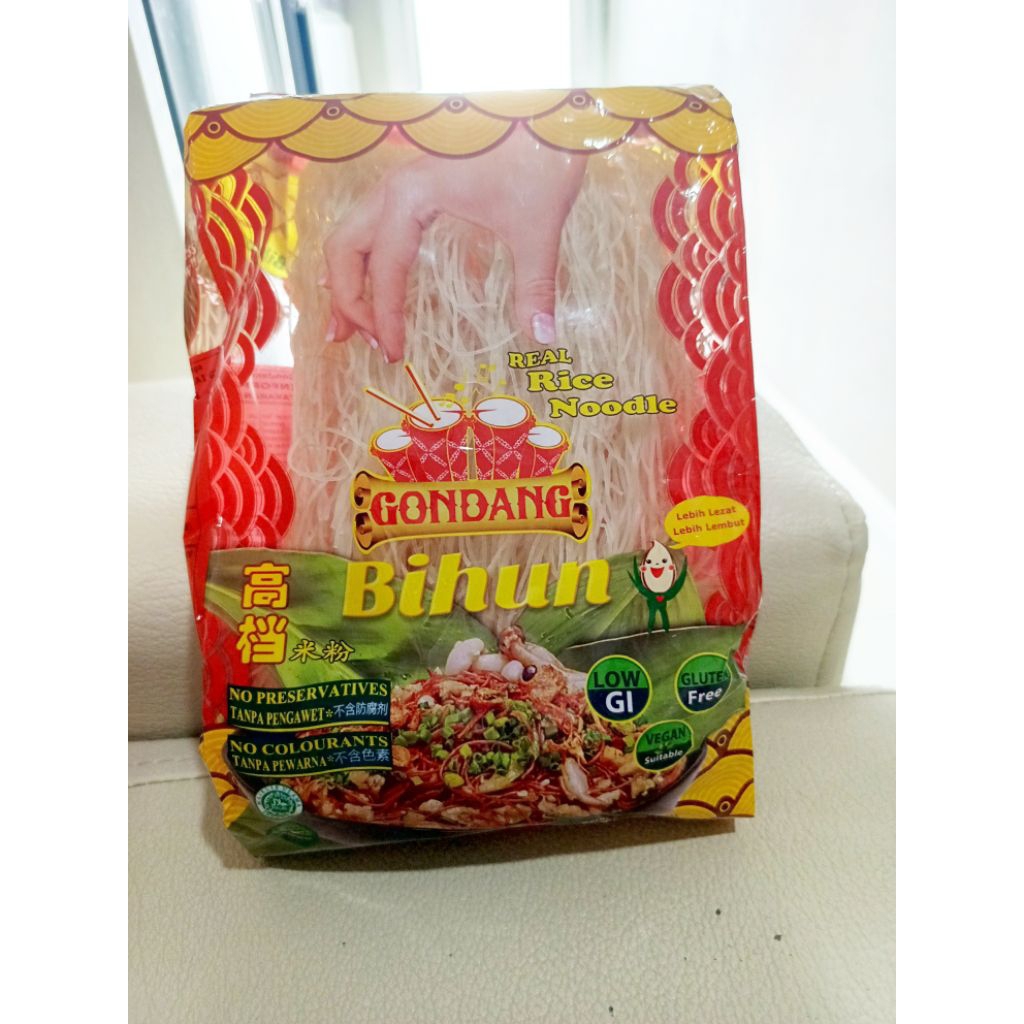 REAL
Rice
Noodle
GONDANG
Lebih Lezat
Lebih Lembut
Bihun
高档
米粉
LOW
GI
GLUTEN
Free
VEGAN
Suitable
NO PRESERVATIVES
TANPA PENGAWET*不含防腐剂
NO COLOURANTS
TANPA PEWARNA*不含色素